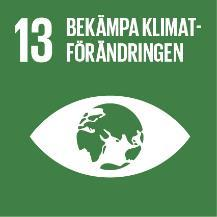 13 BEKÄMPA KLIMAT-
FÖRÄNDRINGEN